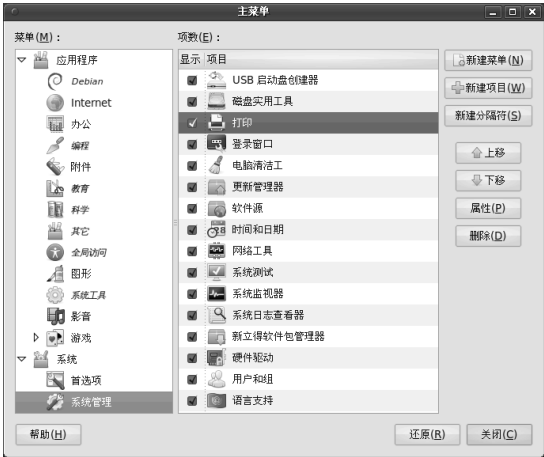 主菜单
菜单(M)：
项数(E)：
应用程序
Debian
Internet
办公
编程
附件
教育
科学
其它
全局访问
图形
系统工具
影音
游戏
系统
首选项
系统管理
显示 项目
USB 启动盘创建器
磁盘实用工具
打印
登录窗口
电脑清洁工
更新管理器
软件源
时间和日期
网络工具
系统测试
系统监视器
系统日志查看器
新立得软件包管理器
硬件驱动
用户和组
语言支持
新建菜单(N)
新建项目(W)
新建分隔符(S)
上移
下移
属性(P)
删除(D)
帮助(H)
还原(R)
关闭(C)